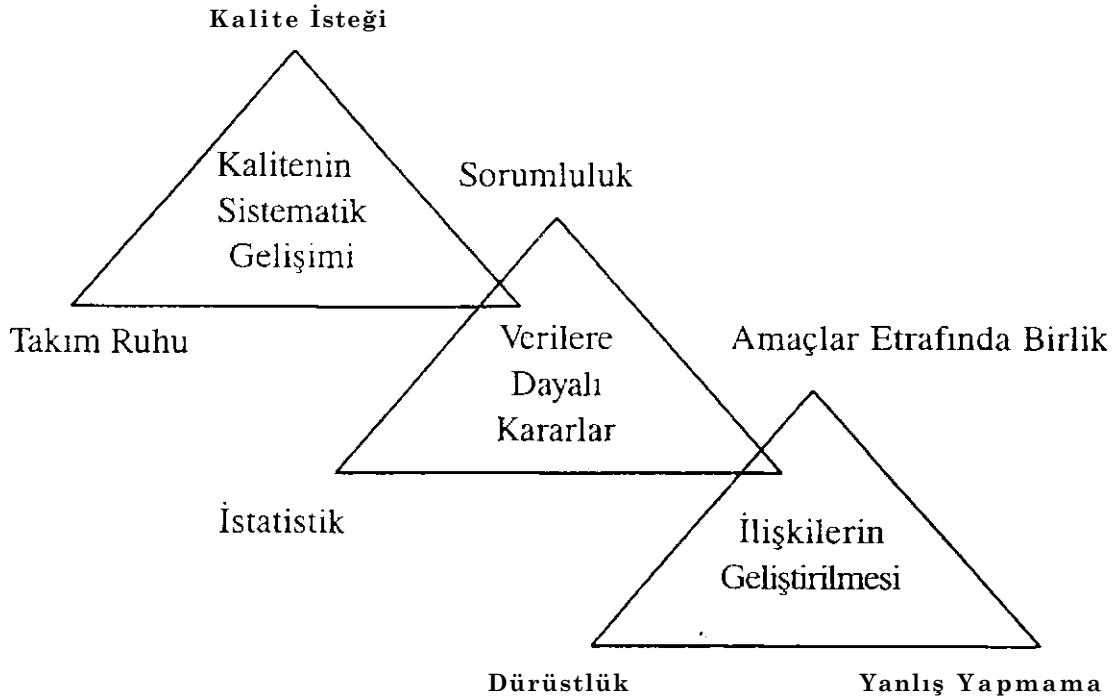 Kalite İsteği
Kalitenin
Sistematik
Gelişimi
Sorumluluk
Takım Ruhu
Verilere
Dayalı
Kararlar
Amaçlar Etrafında Birlik
İstatistik
İlişkilerin
Geliştirilmesi
Dürüstlük
Yanlış Yapmama